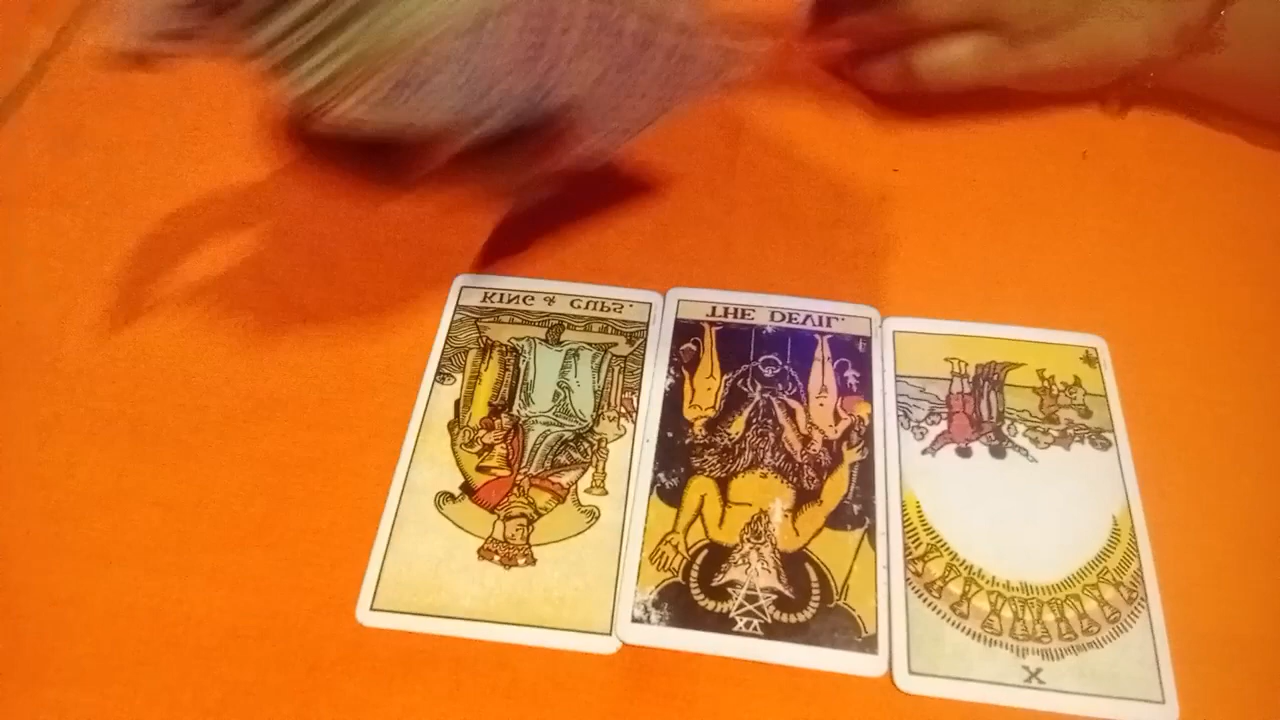 KING of CUPS.
THE DEVIL.
XV
X